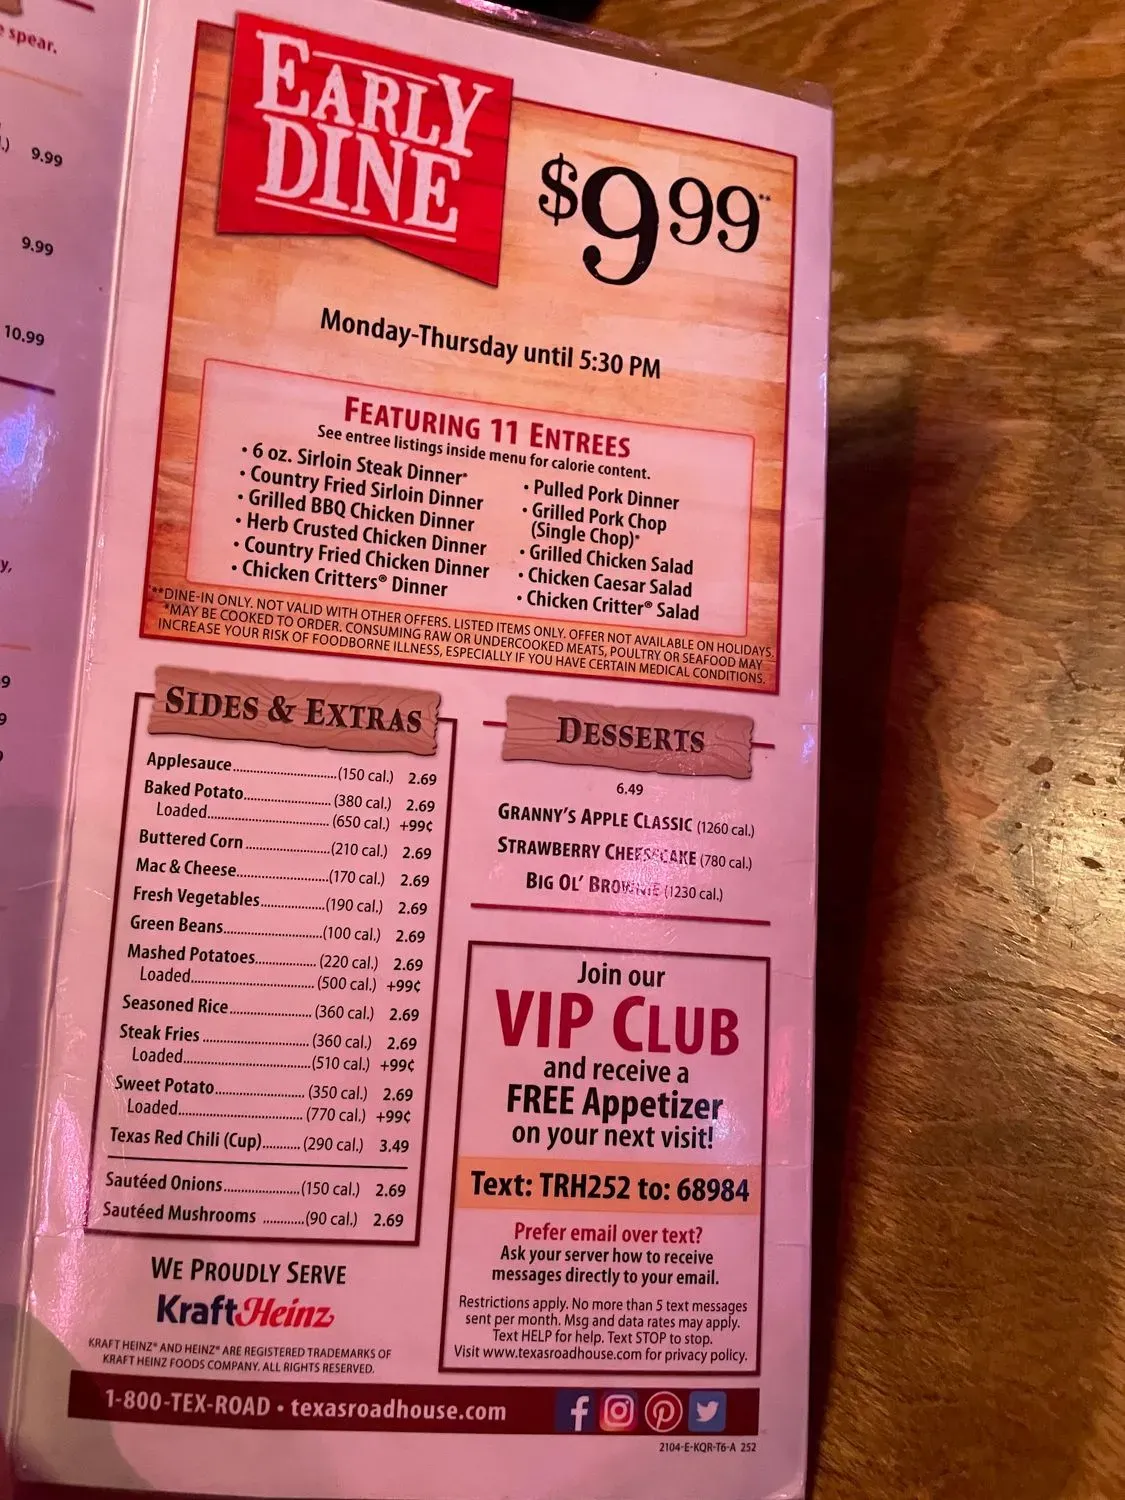 spear.
9.99
9.99
10.99
EARLY
DINE
$9.99**
Monday-Thursday until 5:30 PM
FEATURING 11 ENTREES
See entree listings inside menu for calorie content.
• 6 oz. Sirloin Steak Dinner*
• Country Fried Sirloin Dinner
• Grilled BBQ Chicken Dinner
• Herb Crusted Chicken Dinner
• Country Fried Chicken Dinner
• Chicken Critters® Dinner
• Pulled Pork Dinner
• Grilled Pork Chop
(Single Chop)*
• Grilled Chicken Salad
• Chicken Caesar Salad
• Chicken Critter® Salad
**DINE-IN ONLY. NOT VALID WITH OTHER OFFERS. LISTED ITEMS ONLY. OFFER NOT AVAILABLE ON HOLIDAYS.
*MAY BE COOKED TO ORDER. CONSUMING RAW OR UNDERCOOKED MEATS, POULTRY OR SEAFOOD MAY
INCREASE YOUR RISK OF FOODBORNE ILLNESS, ESPECIALLY IF YOU HAVE CERTAIN MEDICAL CONDITIONS.
SIDES & EXTRAS
Applesauce (150 cal.) 2.69
Baked Potato (380 cal.) 2.69
Loaded (650 cal.) +99¢
Buttered Corn (210 cal.) 2.69
Mac & Cheese (170 cal.) 2.69
Fresh Vegetables (190 cal.) 2.69
Green Beans (100 cal.) 2.69
Mashed Potatoes (220 cal.) 2.69
Loaded (500 cal.) +99¢
Seasoned Rice (360 cal.) 2.69
Steak Fries (360 cal.) 2.69
Loaded (510 cal.) +99¢
Sweet Potato (350 cal.) 2.69
Loaded (770 cal.) +99¢
Texas Red Chili (Cup) (290 cal.) 3.49
Sautéed Onions (150 cal.) 2.69
Sautéed Mushrooms (90 cal.) 2.69
WE PROUDLY SERVE
KraftHeinz
KRAFT HEINZ® AND HEINZ® ARE REGISTERED TRADEMARKS OF
KRAFT HEINZ FOODS COMPANY. ALL RIGHTS RESERVED.
DESSERTS
6.49
GRANNY'S APPLE CLASSIC (1260 cal.)
STRAWBERRY CHEESECAKE (780 cal.)
BIG OL' BROWNIE (1230 cal.)
Join our
VIP CLUB
and receive a
FREE Appetizer
on your next visit!
Text: TRH252 to: 68984
Prefer email over text?
Ask your server how to receive
messages directly to your email.
Restrictions apply. No more than 5 text messages
sent per month. Msg and data rates may apply.
Text HELP for help. Text STOP to stop.
Visit www.texasroadhouse.com for privacy policy.
1-800-TEX-ROAD • texasroadhouse.com
2104-E-KQR-T6-A 252